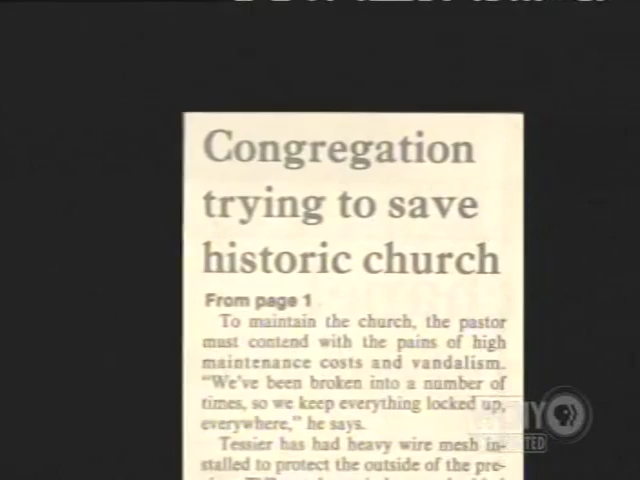 Congregation
trying to save
historic church
From page 1
To maintain the church, the pastor
must contend with the pains of high
maintenance costs and vandalism.
"We've been broken into a number of
times, so we keep everything locked up,
everywhere," he says.
Tessier has had heavy wire mesh in-
stalled to protect the outside of the pre-